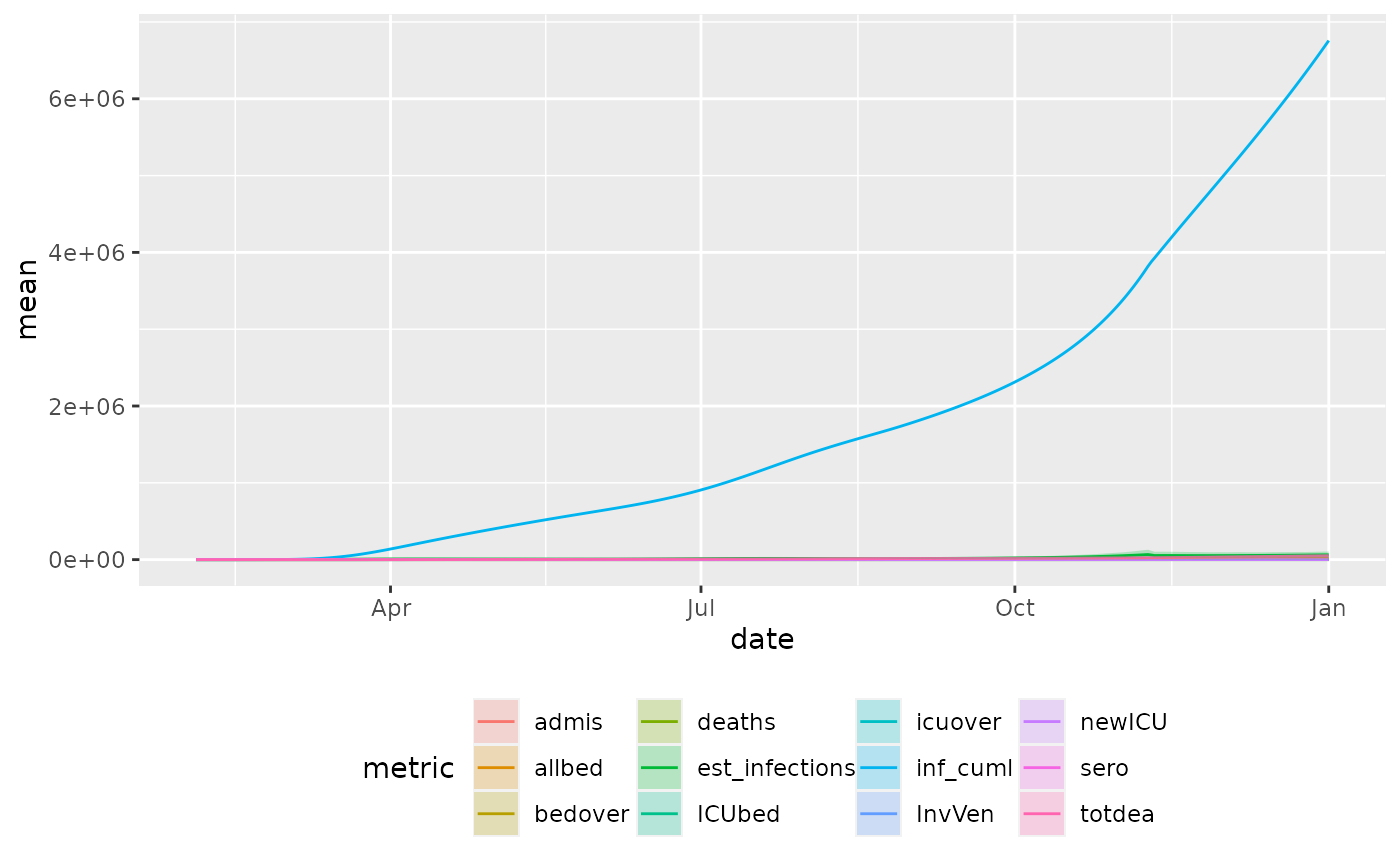 6e+06
4e+06
2e+06
0e+00
mean
Apr Jul Oct Jan
date
metric
admis deaths icuover newICU
allbed est_infections inf_cuml sero
bedover ICUbed InvVen totdea